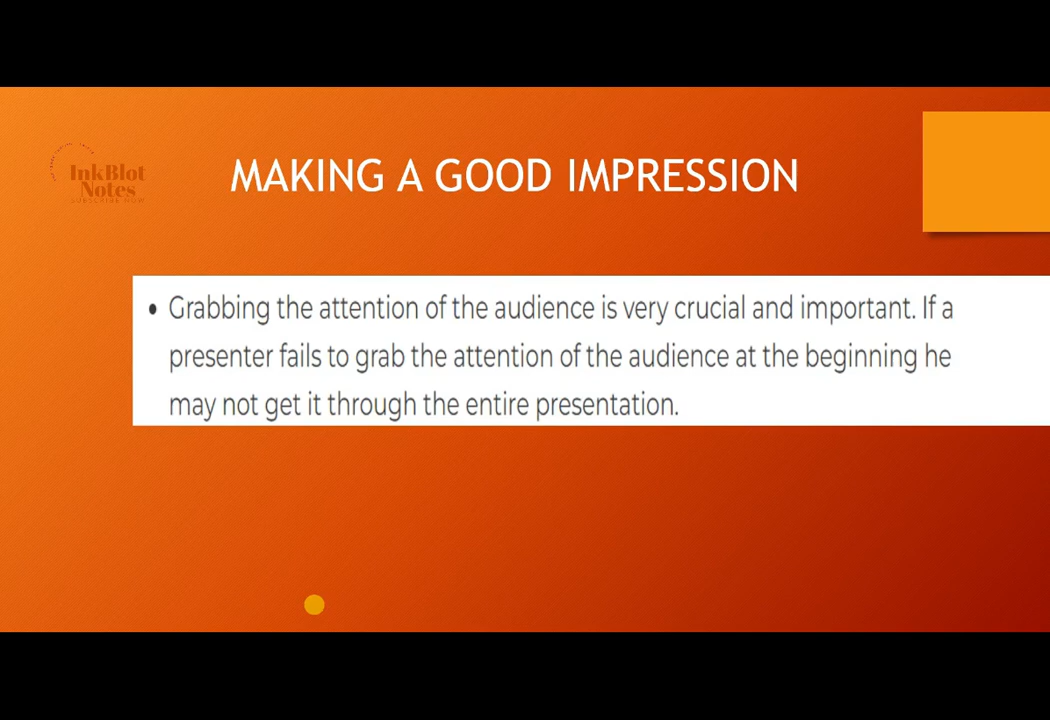 InkBlot
Notes
SUBSCRIBE NOW
MAKING A GOOD IMPRESSION
• Grabbing the attention of the audience is very crucial and important. If a
presenter fails to grab the attention of the audience at the beginning he
may not get it through the entire presentation.